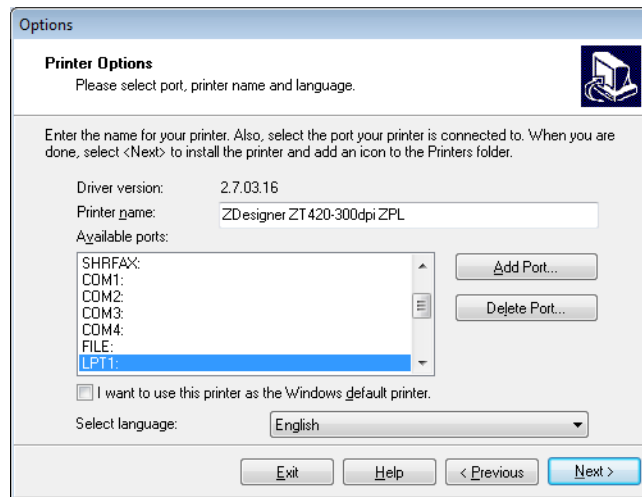 Options
Printer Options
Please select port, printer name and language.
Enter the name for your printer. Also, select the port your printer is connected to. When you are
done, select <Next> to install the printer and add an icon to the Printers folder.
Driver version: 2.7.03.16
Printer name: ZDesigner ZT420-300dpi ZPL
Available ports:
SHRFAX:
COM1:
COM2:
COM3:
COM4:
FILE:
LPT1:
Add Port...
Delete Port...
I want to use this printer as the Windows default printer.
Select language: English
Exit Help < Previous Next >